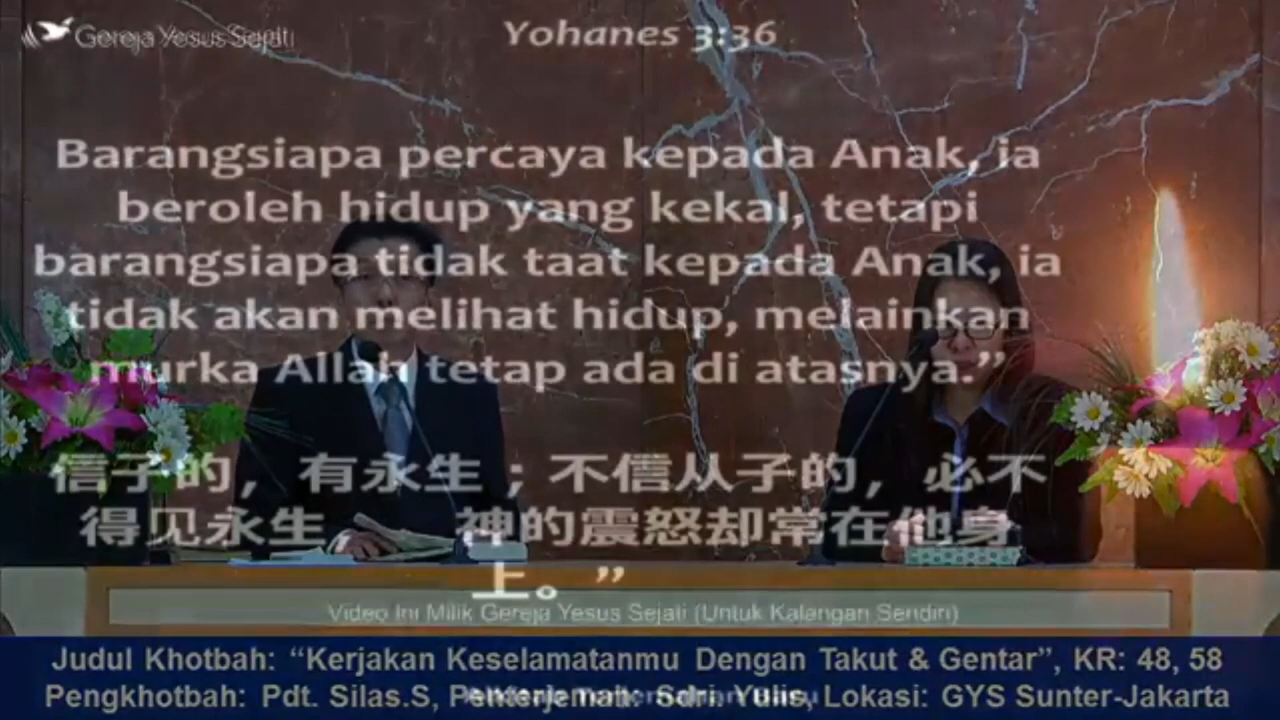 Gereja Yesus Sejati
Yohanes 3:36
Barangsiapa percaya kepada Anak, ia
beroleh hidup yang kekal, tetapi
barangsiapa tidak taat kepada Anak, ia
tidak akan melihat hidup, melainkan
murka Allah tetap ada di atasnya.”
信子的，有永生；不信从子的，必不
得见永生 神的震怒却常在他身
上。”
Video Ini Milik Gereja Yesus Sejati (Untuk Kalangan Sendiri)
Judul Khotbah: “Kerjakan Keselamatanmu Dengan Takut & Gentar”, KR: 48, 58
Pengkhotbah: Pdt. Silas.S, Penterjemah: Sdri. Yulis, Lokasi: GYS Sunter-Jakarta